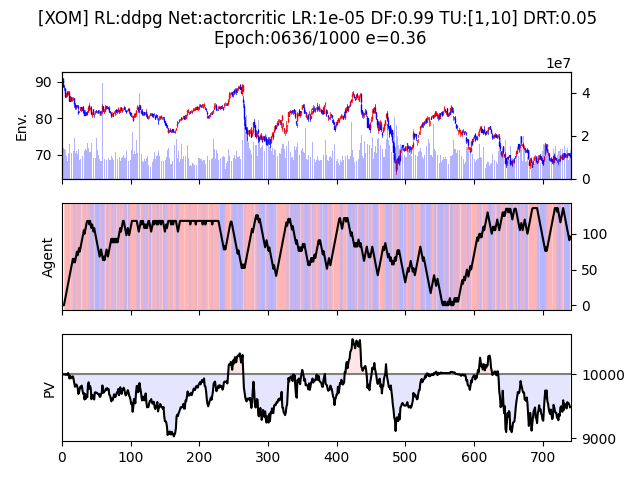 [XOM] RL:ddpg Net:actorcritic LR:1e-05 DF:0.99 TU:[1,10] DRT:0.05
Epoch:0636/1000 e=0.36
1e7
90
80
70
Env.
4
2
0
Agent
100
50
0
PV
10000
9000
0 100 200 300 400 500 600 700